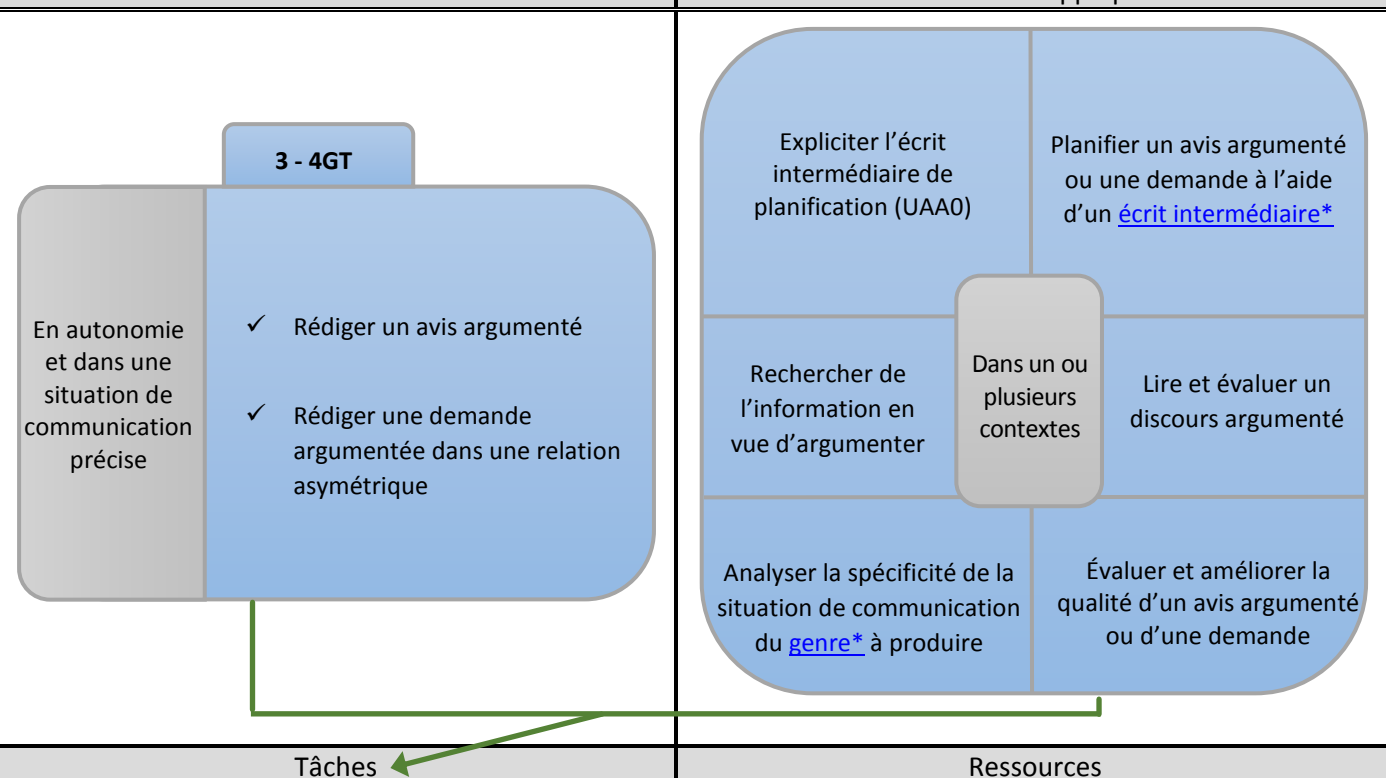 3 - 4GT
En autonomie
et dans une
situation de
communication
précise
✓ Rédiger un avis argumenté
✓ Rédiger une demande
argumentée dans une relation
asymétrique
Expliciter l’écrit
intermédiaire de
planification (UAA0)
Planifier un avis argumenté
ou une demande à l’aide
d’un écrit intermédiaire*
Rechercher de
l’information en
vue d’argumenter
Dans un ou
plusieurs
contextes
Lire et évaluer un
discours argumenté
Analyser la spécificité de la
situation de communication
du genre* à produire
Évaluer et améliorer la
qualité d’un avis argumenté
ou d’une demande
Tâches
Ressources